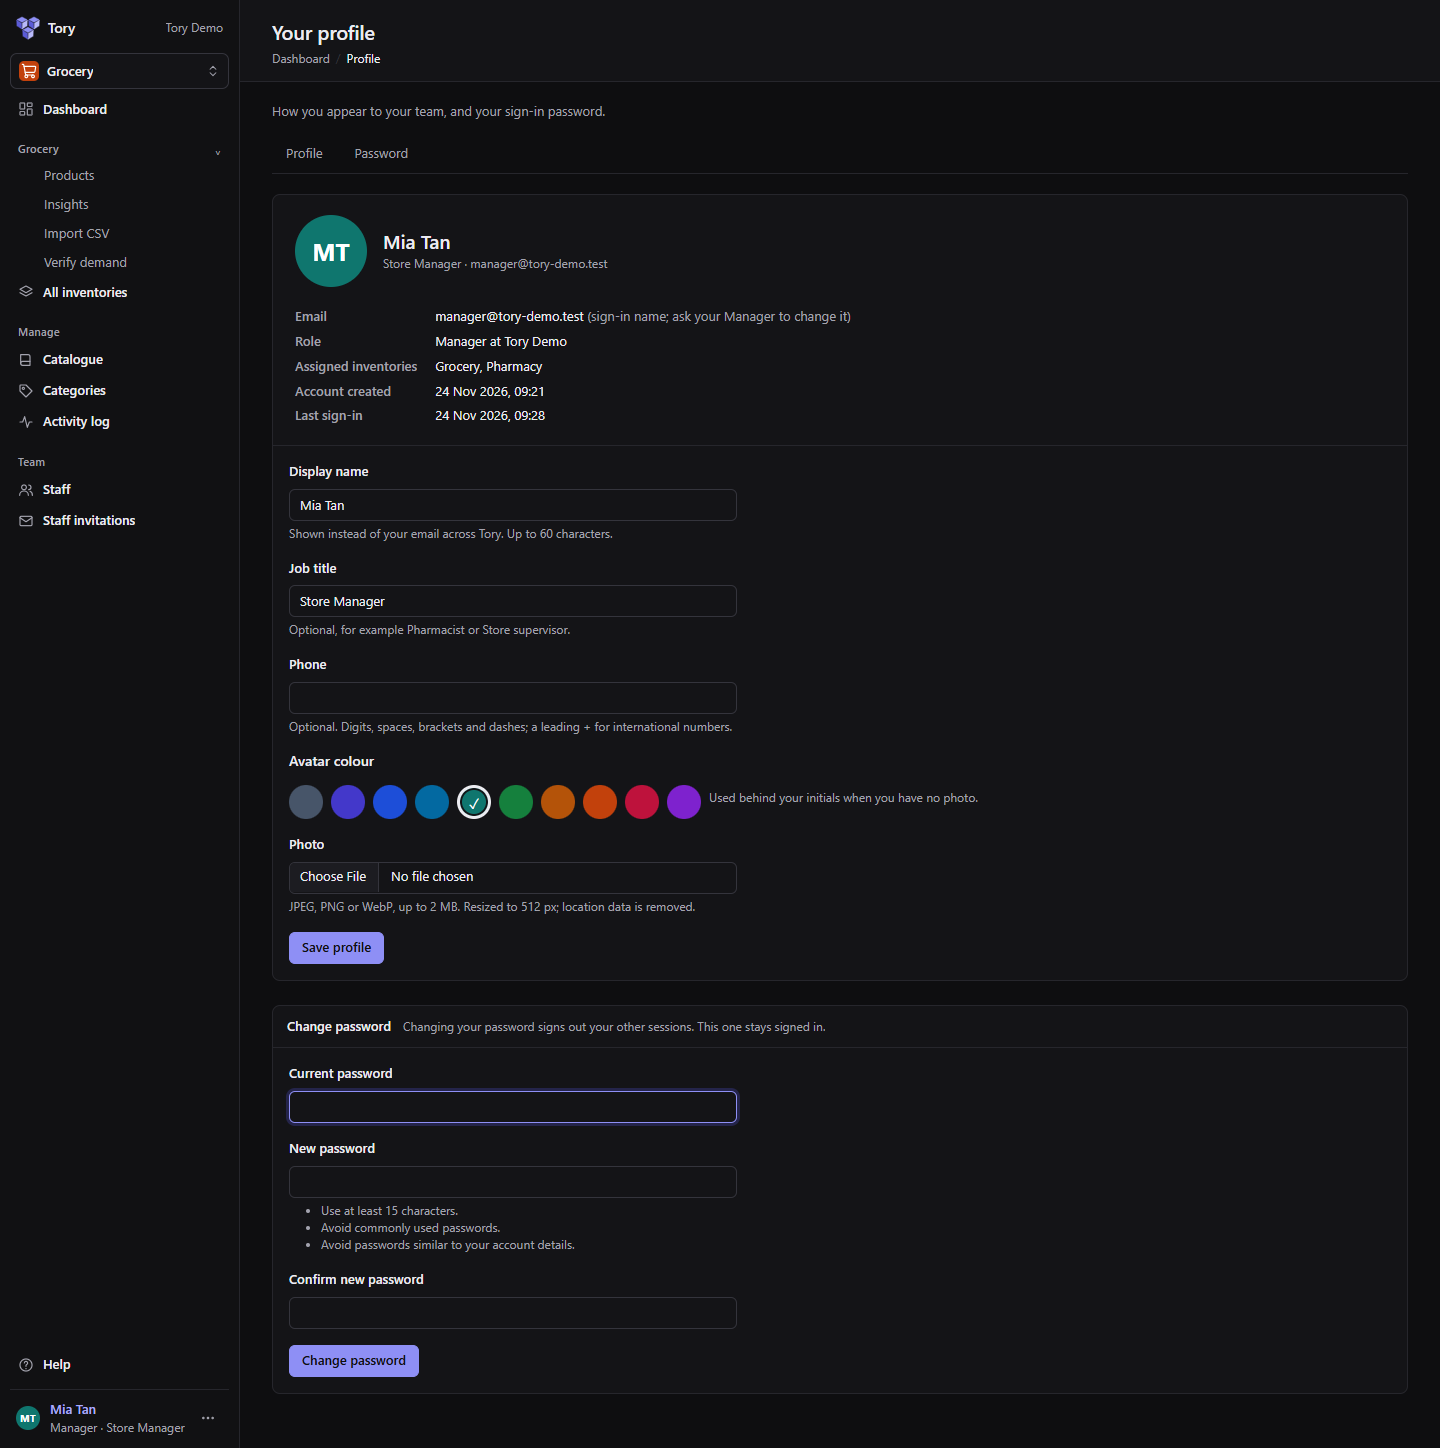 Tory
Tory Demo
Grocery
Dashboard
Grocery
Products
Insights
Import CSV
Verify demand
All inventories
Manage
Catalogue
Categories
Activity log
Team
Staff
Staff invitations
Help
MT
Mia Tan
Manager · Store Manager
Your profile
Dashboard / Profile
How you appear to your team, and your sign-in password.
Profile
Password
MT
Mia Tan
Store Manager · manager@tory-demo.test
Email manager@tory-demo.test (sign-in name; ask your Manager to change it)
Role Manager at Tory Demo
Assigned inventories Grocery, Pharmacy
Account created 24 Nov 2026, 09:21
Last sign-in 24 Nov 2026, 09:28
Display name
Mia Tan
Shown instead of your email across Tory. Up to 60 characters.
Job title
Store Manager
Optional, for example Pharmacist or Store supervisor.
Phone
Optional. Digits, spaces, brackets and dashes; a leading + for international numbers.
Avatar colour
Used behind your initials when you have no photo.
Photo
Choose File No file chosen
JPEG, PNG or WebP, up to 2 MB. Resized to 512 px; location data is removed.
Save profile
Change password Changing your password signs out your other sessions. This one stays signed in.
Current password
New password
• Use at least 15 characters.
• Avoid commonly used passwords.
• Avoid passwords similar to your account details.
Confirm new password
Change password